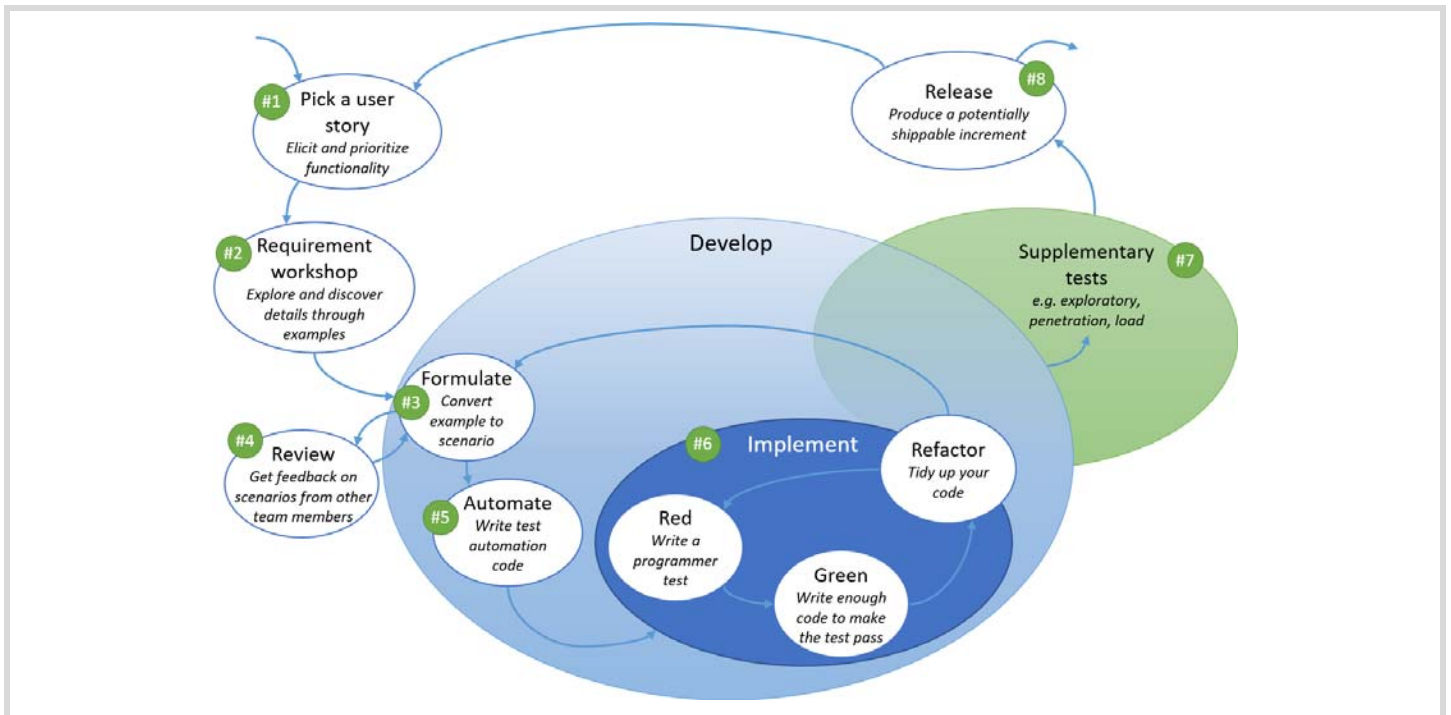 #1
Pick a user
story
Elicit and prioritize
functionality
#2
Requirement
workshop
Explore and discover
details through
examples
Develop
#3
Formulate
Convert
example to
scenario
#4
Review
Get feedback on
scenarios from other
team members
#5
Automate
Write test
automation
code
#6
Implement
Red
Write a
programmer
test
Green
Write enough
code to make
the test pass
Refactor
Tidy up your
code
#7
Supplementary
tests
e.g. exploratory,
penetration, load
#8
Release
Produce a potentially
shippable increment